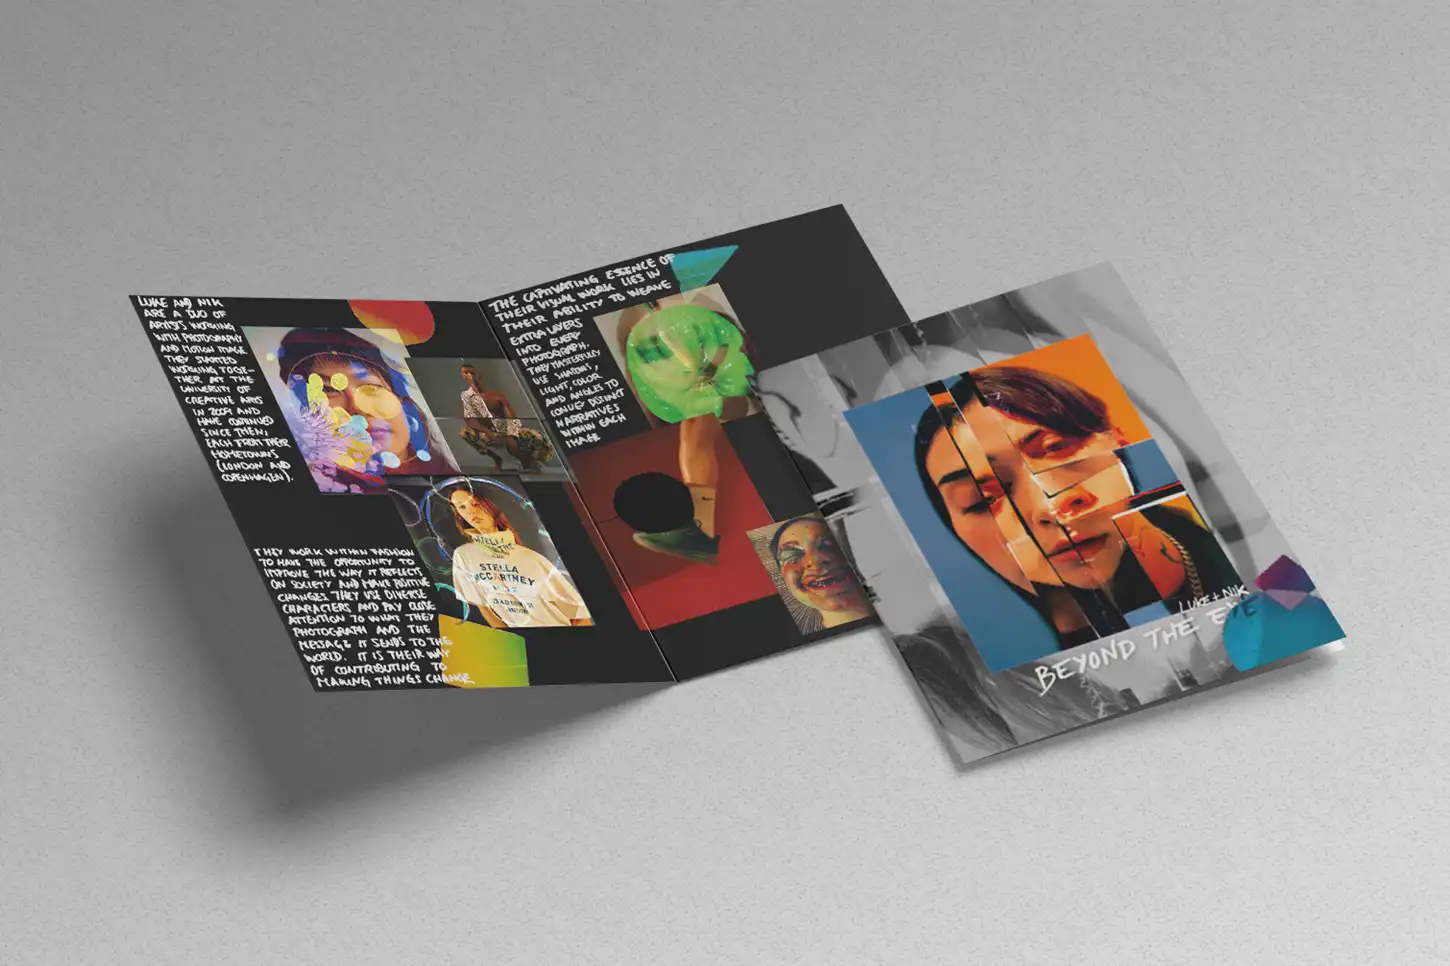 LUKE AND NIK
ARE A DUO OF
ARTISTS WORKING
WITH PHOTOGRAPHY
AND MOTION IMAGE
THEY STARTED
WORKING TOGE-
THER AT THE
UNIVERSITY OF
CREATIVE ARTS
IN 2009 AND
HAVE CONTINUED
SINCE THEN,
EACH FROM THEIR
HOMETOWNS
(LONDON AND
COPENHAGEN).
THEY WORK WITHIN FASHION
TO HAVE THE OPPORTUNITY TO
IMPROVE THE WAY IT REFLECTS
ON SOCIETY AND MAKE POSITIVE
CHANGES. THEY USE DIVERSE
CHARACTERS AND PAY CLOSE
ATTENTION TO WHAT THEY
PHOTOGRAPH AND THE
MESSAGE IT SENDS TO THE
WORLD. IT IS THEIR WAY
OF CONTRIBUTING TO
MAKING THINGS CHANGE.
STELLA
MCCARTNEY
THE CAPTIVATING ESSENCE OF
THEIR VISUAL WORK LIES IN
THEIR ABILITY TO WEAVE
EXTRA LAYERS
INTO EVERY
PHOTOGRAPH.
THEY MASTERFULLY
USE SHADOWS,
LIGHT, COLOR
AND ANGLES TO
CONVEY DISTINCT
NARRATIVES
WITHIN EACH
IMAGE
LUKE + NIK
BEYOND THE EYE